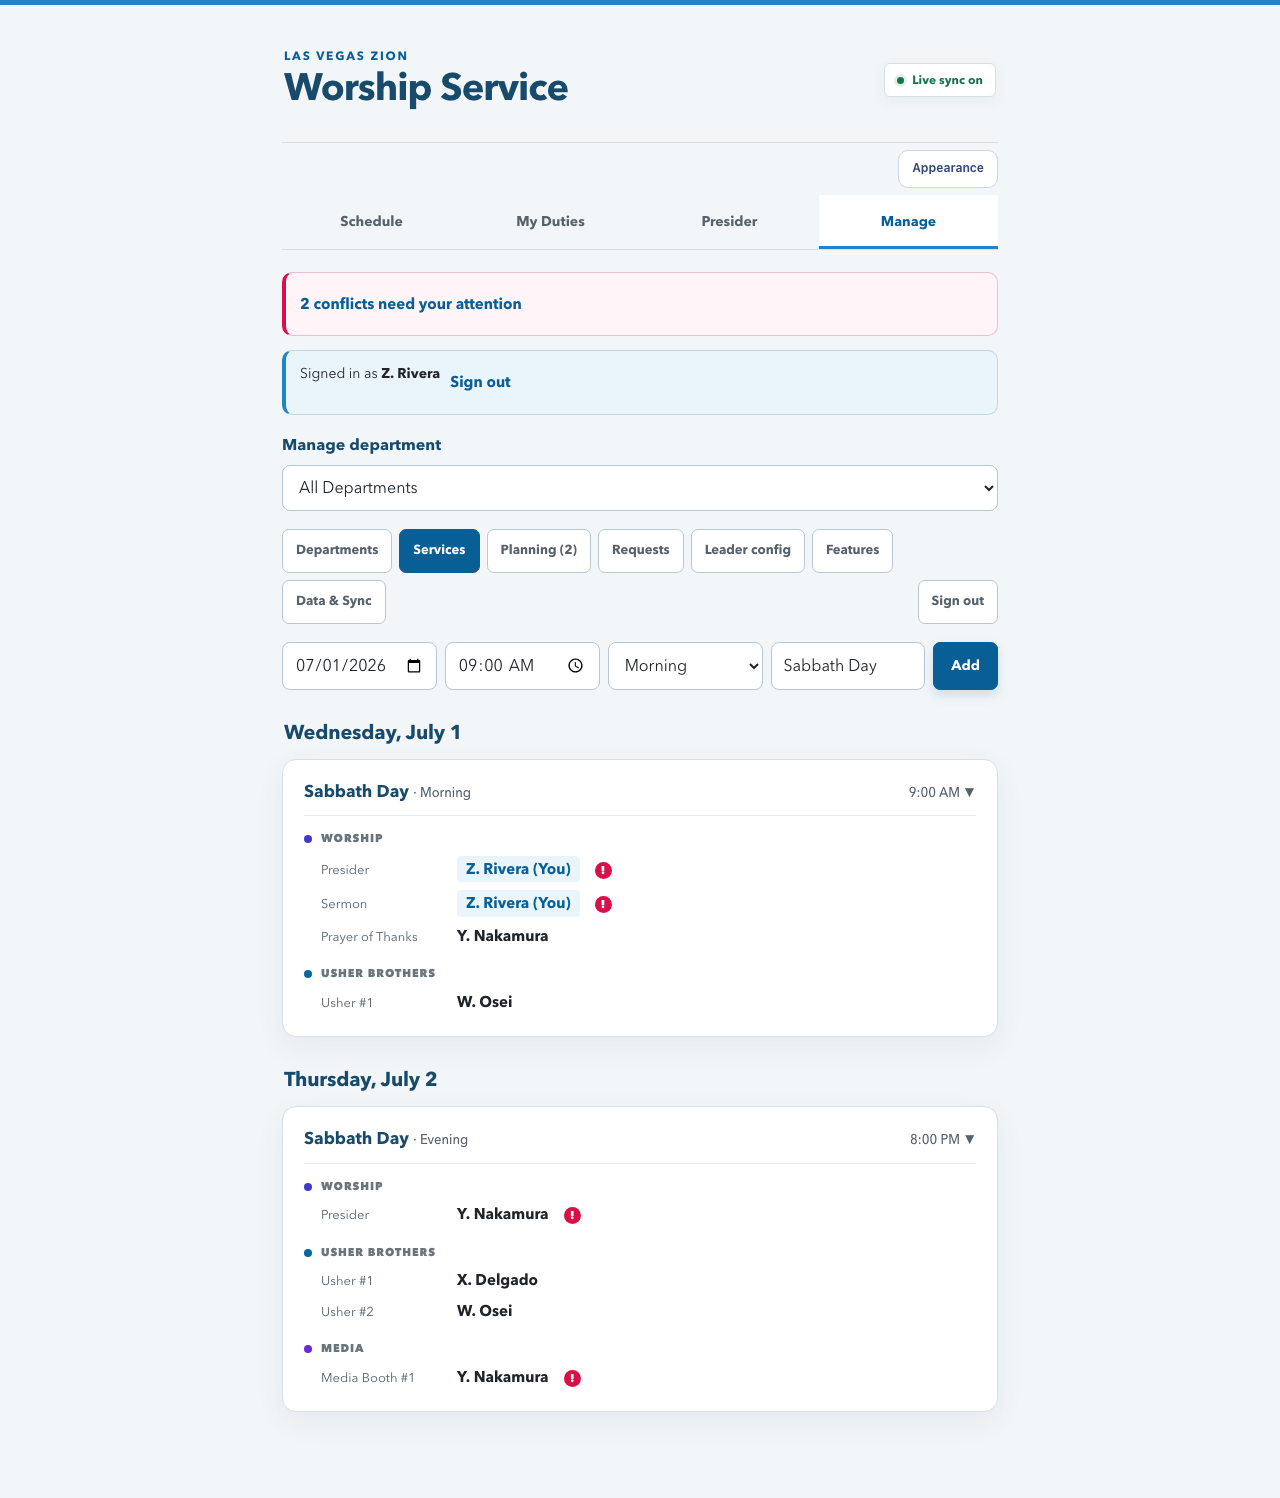 LAS VEGAS ZION
Worship Service
Live sync on
Appearance
Schedule My Duties Presider Manage
2 conflicts need your attention
Signed in as Z. Rivera Sign out
Manage department
All Departments
Departments Services Planning (2) Requests Leader config Features
Data & Sync Sign out
07/01/2026 09:00 AM Morning Sabbath Day Add
Wednesday, July 1
Sabbath Day · Morning 9:00 AM ▼
WORSHIP
Presider Z. Rivera (You) !
Sermon Z. Rivera (You) !
Prayer of Thanks Y. Nakamura
USHER BROTHERS
Usher #1 W. Osei
Thursday, July 2
Sabbath Day · Evening 8:00 PM ▼
WORSHIP
Presider Y. Nakamura !
USHER BROTHERS
Usher #1 X. Delgado
Usher #2 W. Osei
MEDIA
Media Booth #1 Y. Nakamura !